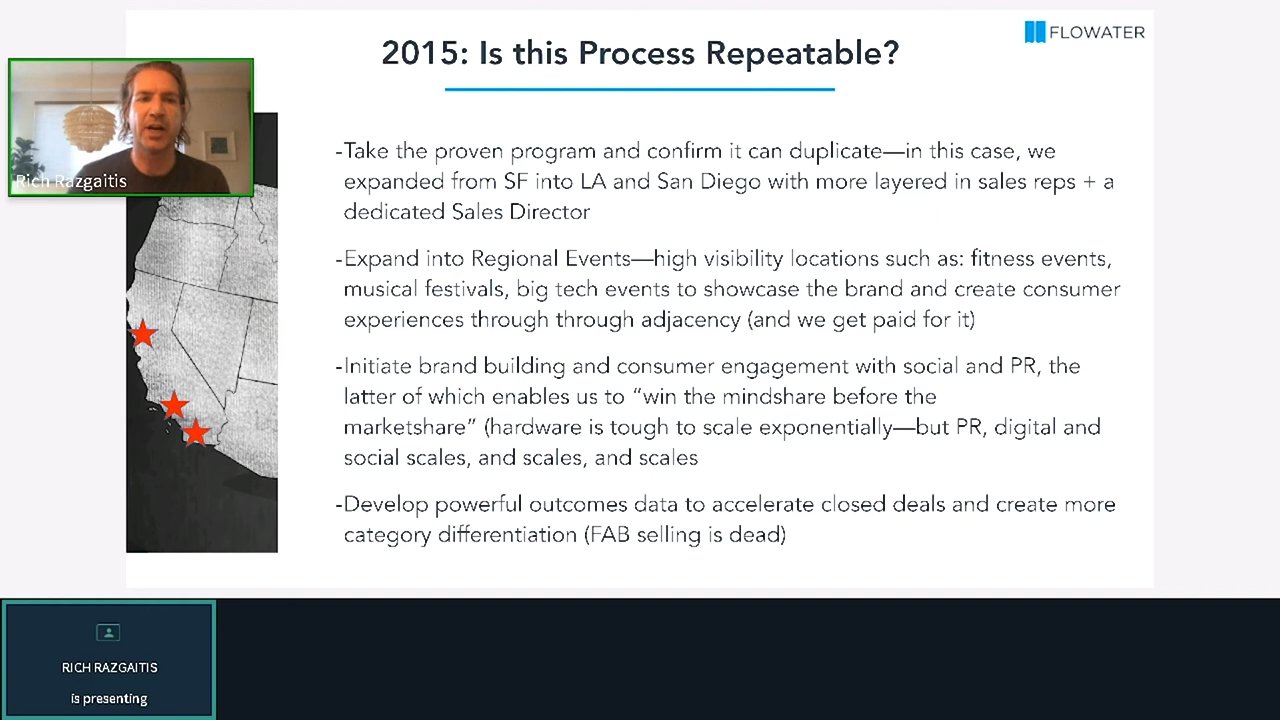 FLOWATER
2015: Is this Process Repeatable?
Rich Razgaitis
-Take the proven program and confirm it can duplicate—in this case, we
expanded from SF into LA and San Diego with more layered in sales reps + a
dedicated Sales Director
-Expand into Regional Events—high visibility locations such as: fitness events,
musical festivals, big tech events to showcase the brand and create consumer
experiences through through adjacency (and we get paid for it)
-Initiate brand building and consumer engagement with social and PR, the
latter of which enables us to “win the mindshare before the
marketshare” (hardware is tough to scale exponentially—but PR, digital and
social scales, and scales, and scales
-Develop powerful outcomes data to accelerate closed deals and create more
category differentiation (FAB selling is dead)
RICH RAZGAITIS
is presenting